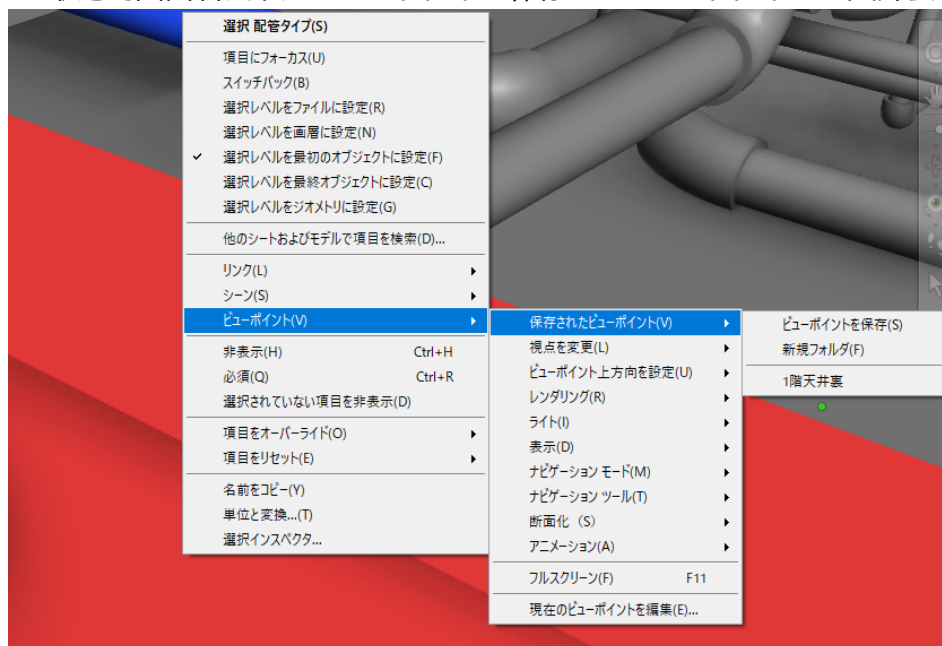 選択 配管タイプ(S)
項目にフォーカス(U)
スイッチバック(B)
選択レベルをファイルに設定(R)
選択レベルを画層に設定(N)
選択レベルを最初のオブジェクトに設定(F)
選択レベルを最終オブジェクトに設定(C)
選択レベルをジオメトリに設定(G)
他のシートおよびモデルで項目を検索(D)...
リンク(L)
シーン(S)
ビューポイント(V)
非表示(H) Ctrl+H
必須(Q) Ctrl+R
選択されていない項目を非表示(D)
項目をオーバーライド(O)
項目をリセット(E)
名前をコピー(Y)
単位と変換...(T)
選択インスペクタ...
保存されたビューポイント(V)
視点を変更(L)
ビューポイント上方向を設定(U)
レンダリング(R)
ライト(I)
表示(D)
ナビゲーション モード(M)
ナビゲーション ツール(T)
断面化（S）
アニメーション(A)
フルスクリーン(F) F11
現在のビューポイントを編集(E)...
ビューポイントを保存(S)
新規フォルダ(F)
1階天井裏